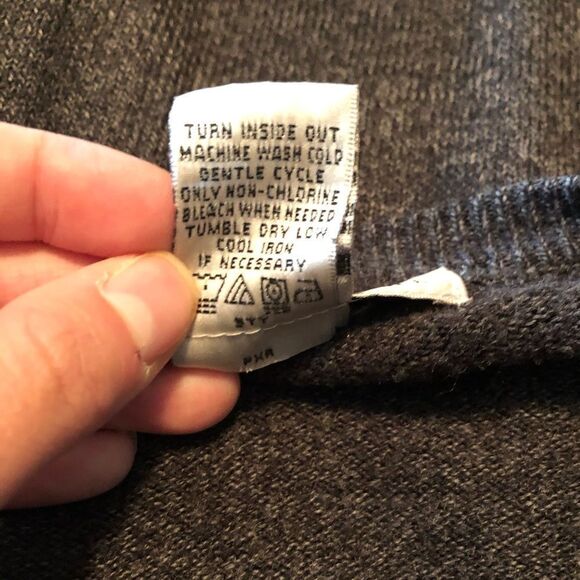 TURN INSIDE OUT
MACHINE WASH COLD
GENTLE CYCLE
ONLY NON-CHLORINE
BLEACH WHEN NEEDED
TUMBLE DRY LOW
COOL IRON
IF NECESSARY